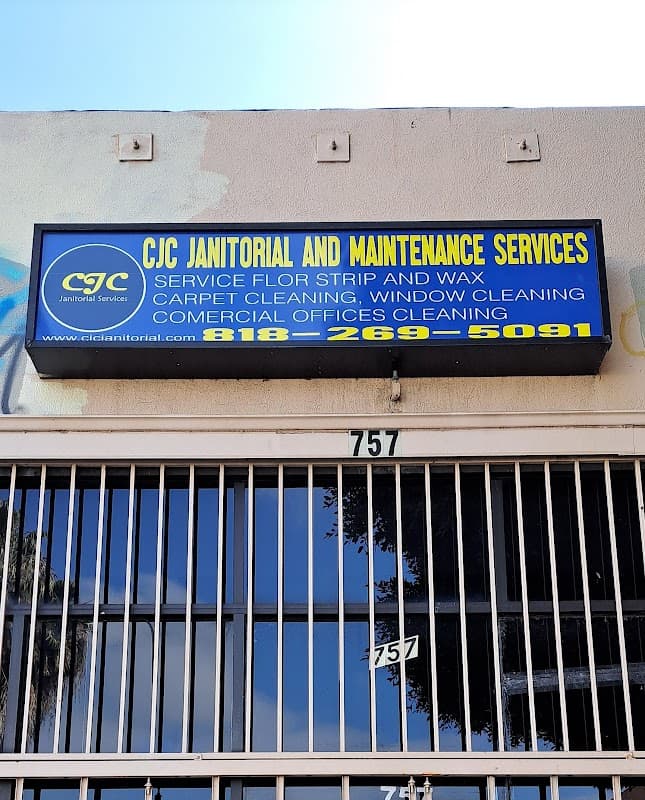 CJC JANITORIAL AND MAINTENANCE SERVICES
CJC
Janitorial Services
SERVICE FLOR STRIP AND WAX
CARPET CLEANING, WINDOW CLEANING
COMERCIAL OFFICES CLEANING
www.cjcjanitorial.com 818-269-5091
757
757
757